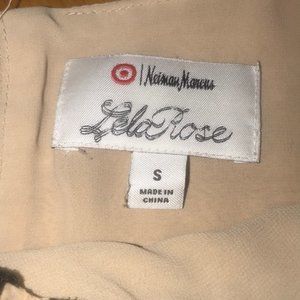 | Neiman Marcus
Lela Rose
S
MADE IN
CHINA